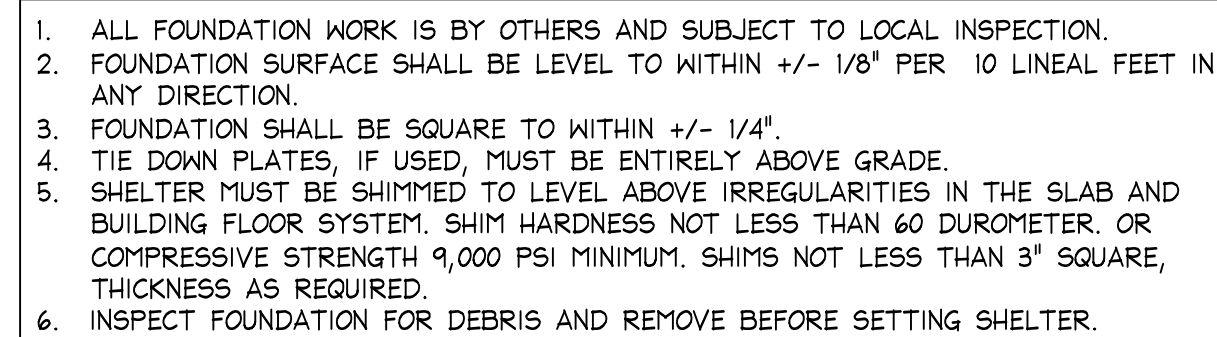 1. ALL FOUNDATION WORK IS BY OTHERS AND SUBJECT TO LOCAL INSPECTION.
2. FOUNDATION SURFACE SHALL BE LEVEL TO WITHIN +/- 1/8" PER 10 LINEAL FEET IN
ANY DIRECTION.
3. FOUNDATION SHALL BE SQUARE TO WITHIN +/- 1/4".
4. TIE DOWN PLATES, IF USED, MUST BE ENTIRELY ABOVE GRADE.
5. SHELTER MUST BE SHIMMED TO LEVEL ABOVE IRREGULARITIES IN THE SLAB AND
BUILDING FLOOR SYSTEM. SHIM HARDNESS NOT LESS THAN 60 DUROMETER. OR
COMPRESSIVE STRENGTH 9,000 PSI MINIMUM. SHIMS NOT LESS THAN 3" SQUARE,
THICKNESS AS REQUIRED.
6. INSPECT FOUNDATION FOR DEBRIS AND REMOVE BEFORE SETTING SHELTER.